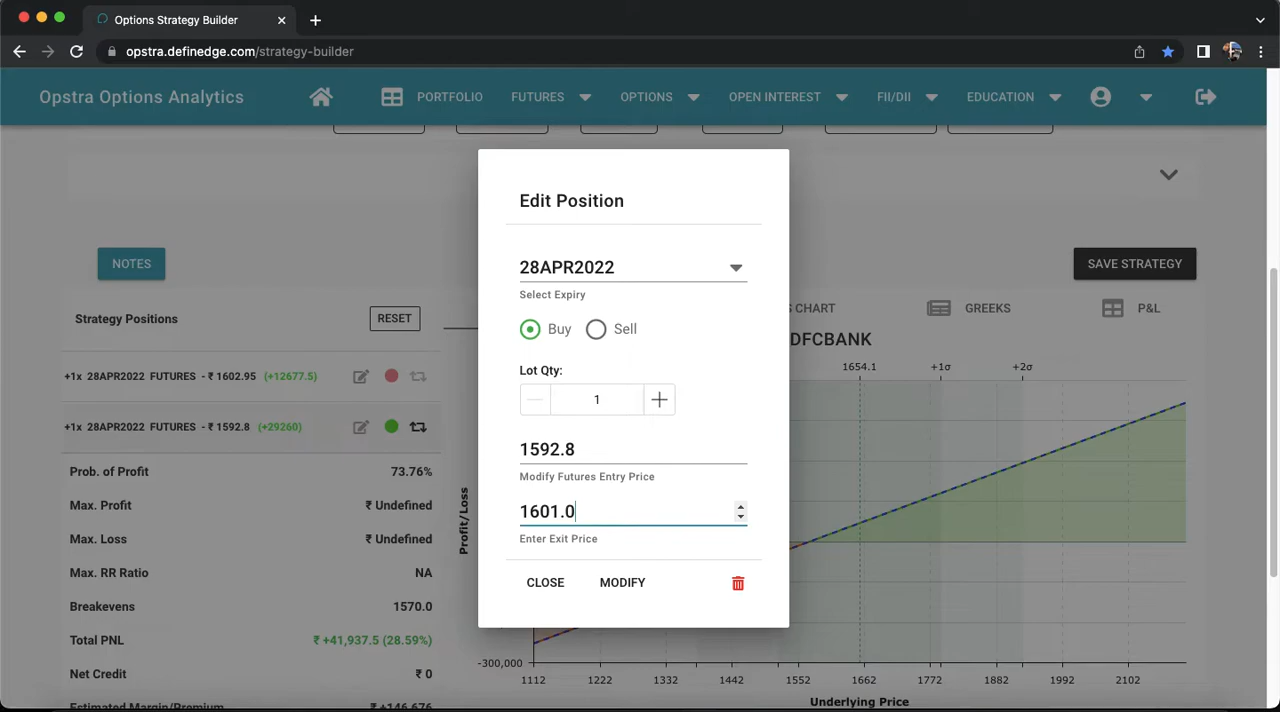 Options Strategy Builder
opstra.definedge.com/strategy-builder
Opstra Options Analytics PORTFOLIO FUTURES OPTIONS OPEN INTEREST FII/DII EDUCATION
NOTES
SAVE STRATEGY
Strategy Positions
RESET
+1x 28APR2022 FUTURES - ₹ 1602.95 (+12677.5)
+1x 28APR2022 FUTURES - ₹ 1592.8 (+29260)
Prob. of Profit 73.76%
Max. Profit ₹ Undefined
Max. Loss ₹ Undefined
Max. RR Ratio NA
Breakevens 1570.0
Total PNL ₹ +41,937.5 (28.59%)
Net Credit ₹ 0
Estimated Margin/Premium ₹ +146,676
Edit Position
28APR2022
Select Expiry
Buy Sell
Lot Qty:
1
1592.8
Modify Futures Entry Price
1601.0
Enter Exit Price
CLOSE MODIFY
CHART GREEKS P&L
DFCBANK
1654.1 +1σ +2σ
Profit/Loss
-300,000
1112 1222 1332 1442 1552 1662 1772 1882 1992 2102
Underlying Price